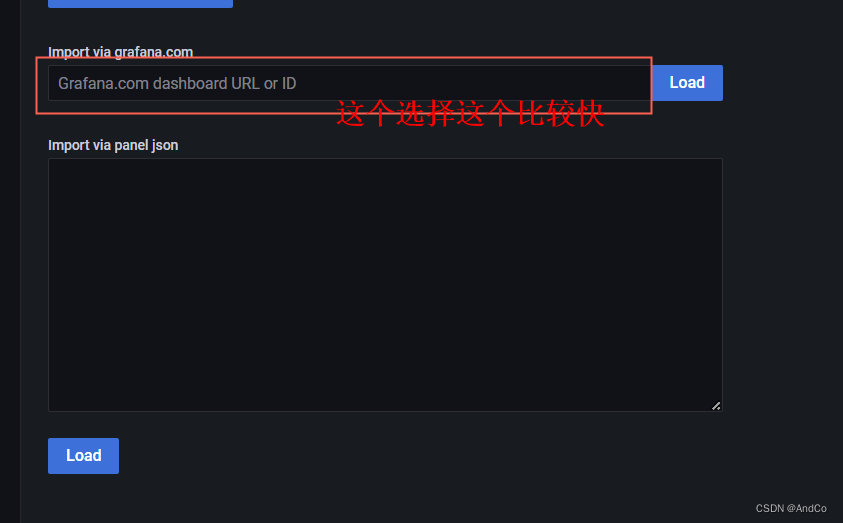 Import via grafana.com
Grafana.com dashboard URL or ID
Load
这个选择这个比较快
Import via panel json
Load
CSDN @AndCo